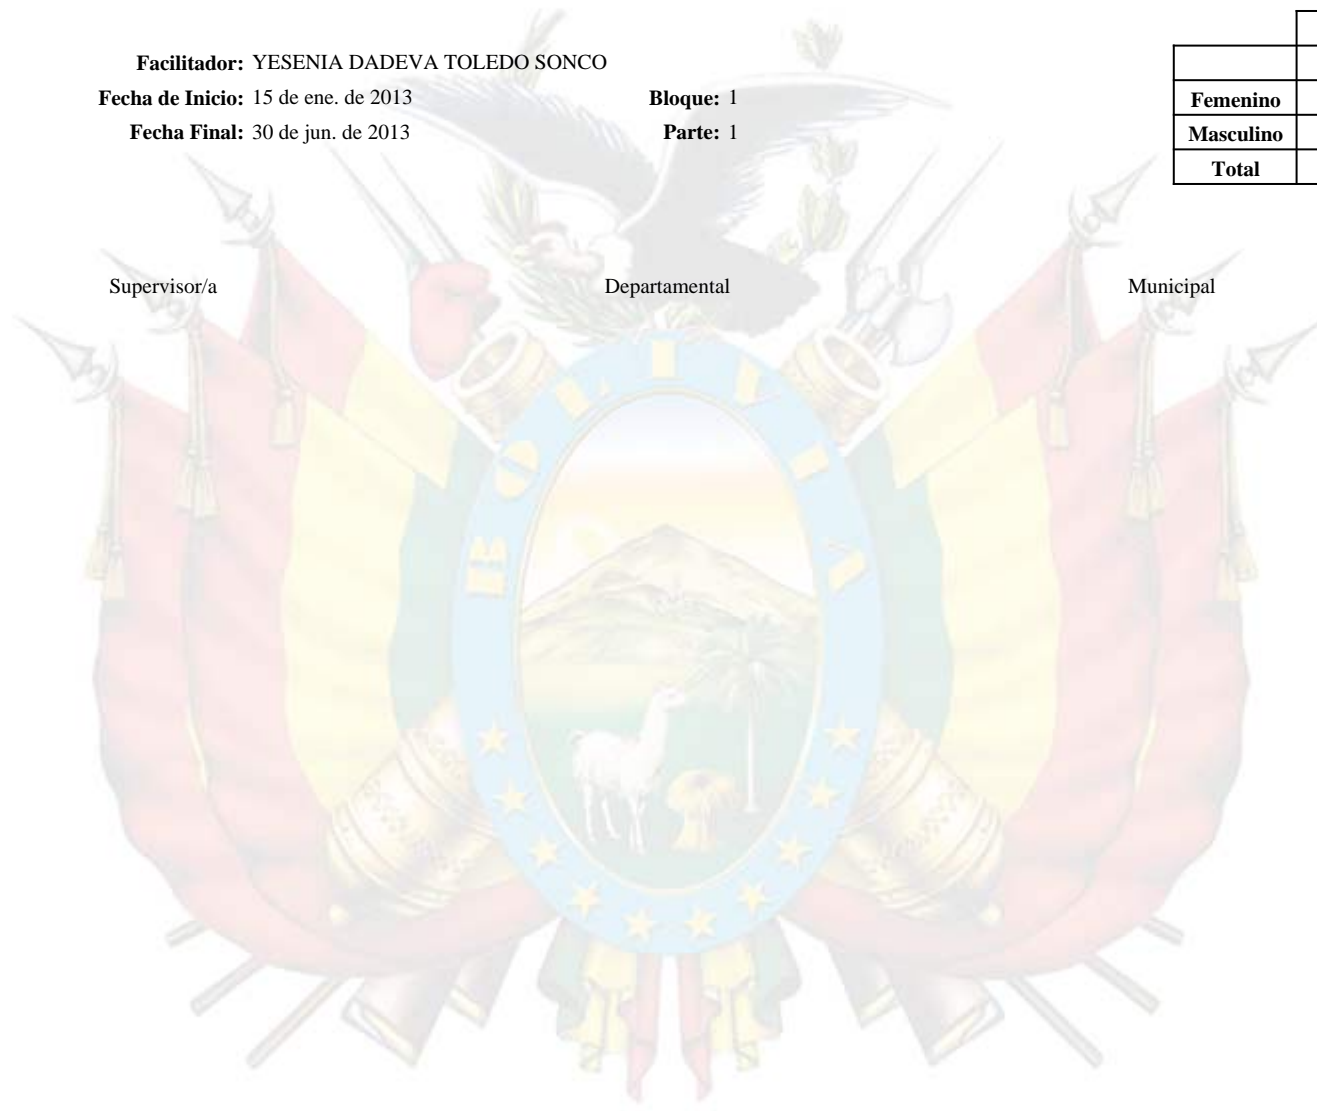 Facilitador: YESENIA DADEVA TOLEDO SONCO
Fecha de Inicio: 15 de ene. de 2013 Bloque: 1
Fecha Final: 30 de jun. de 2013 Parte: 1
Femenino
Masculino
Total
Supervisor/a Departamental Municipal
BOLIVIA